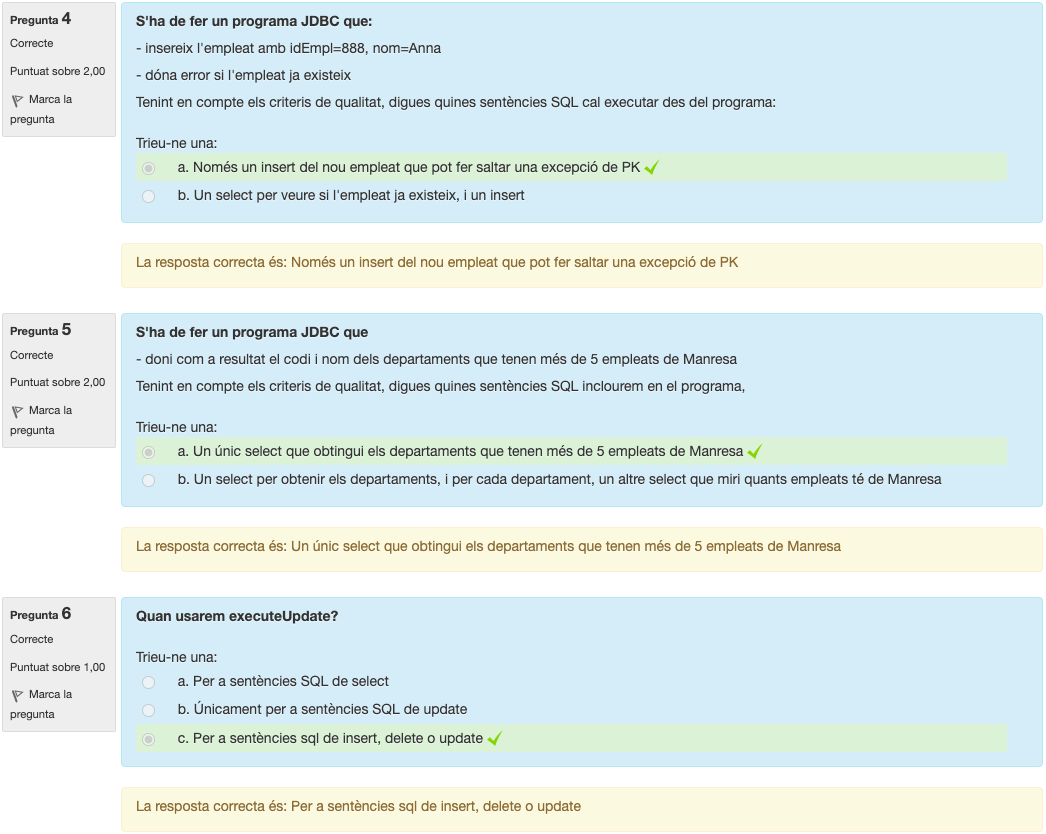 Pregunta 4
Correcte
Puntuat sobre 2,00
Marca la
pregunta
S'ha de fer un programa JDBC que:
- insereix l'empleat amb idEmpl=888, nom=Anna
- dóna error si l'empleat ja existeix
Tenint en compte els criteris de qualitat, digues quines sentències SQL cal executar des del programa:
Trieu-ne una:
a. Només un insert del nou empleat que pot fer saltar una excepció de PK
b. Un select per veure si l'empleat ja existeix, i un insert
La resposta correcta és: Només un insert del nou empleat que pot fer saltar una excepció de PK
Pregunta 5
Correcte
Puntuat sobre 2,00
Marca la
pregunta
S'ha de fer un programa JDBC que
- doni com a resultat el codi i nom dels departaments que tenen més de 5 empleats de Manresa
Tenint en compte els criteris de qualitat, digues quines sentències SQL inclourem en el programa,
Trieu-ne una:
a. Un únic select que obtingui els departaments que tenen més de 5 empleats de Manresa
b. Un select per obtenir els departaments, i per cada departament, un altre select que miri quants empleats té de Manresa
La resposta correcta és: Un únic select que obtingui els departaments que tenen més de 5 empleats de Manresa
Pregunta 6
Correcte
Puntuat sobre 1,00
Marca la
pregunta
Quan usarem executeUpdate?
Trieu-ne una:
a. Per a sentències SQL de select
b. Únicament per a sentències SQL de update
c. Per a sentències sql de insert, delete o update
La resposta correcta és: Per a sentències sql de insert, delete o update